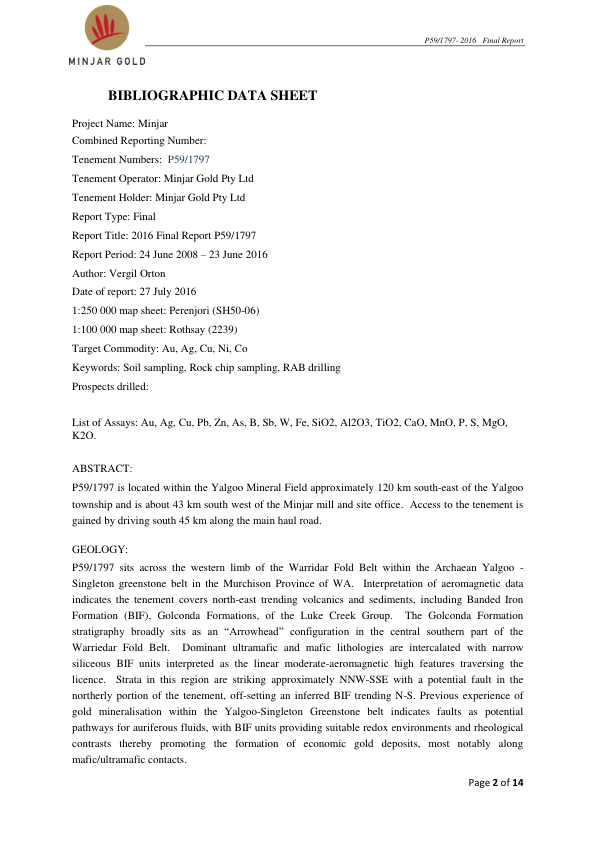 P59/1797- 2016   Final Report
MINJAR GOLD
BIBLIOGRAPHIC DATA SHEET
Project Name: Minjar
Combined Reporting Number:
Tenement Numbers:  P59/1797
Tenement Operator: Minjar Gold Pty Ltd
Tenement Holder: Minjar Gold Pty Ltd
Report Type: Final
Report Title: 2016 Final Report P59/1797
Report Period: 24 June 2008 – 23 June 2016
Author: Vergil Orton
Date of report: 27 July 2016
1:250 000 map sheet: Perenjori (SH50-06)
1:100 000 map sheet: Rothsay (2239)
Target Commodity: Au, Ag, Cu, Ni, Co
Keywords: Soil sampling, Rock chip sampling, RAB drilling
Prospects drilled:
List of Assays: Au, Ag, Cu, Pb, Zn, As, B, Sb, W, Fe, SiO2, Al2O3, TiO2, CaO, MnO, P, S, MgO,
K2O.
ABSTRACT:
P59/1797 is located within the Yalgoo Mineral Field approximately 120 km south-east of the Yalgoo
township and is about 43 km south west of the Minjar mill and site office.  Access to the tenement is
gained by driving south 45 km along the main haul road.
GEOLOGY:
P59/1797 sits across the western limb of the Warridar Fold Belt within the Archaean Yalgoo -
Singleton greenstone belt in the Murchison Province of WA.  Interpretation of aeromagnetic data
indicates the tenement covers north-east trending volcanics and sediments, including Banded Iron
Formation (BIF), Golconda Formations, of the Luke Creek Group.  The Golconda Formation
stratigraphy broadly sits as an “Arrowhead” configuration in the central southern part of the
Warriedar Fold Belt.  Dominant ultramafic and mafic lithologies are intercalated with narrow
siliceous BIF units interpreted as the linear moderate-aeromagnetic high features traversing the
licence.  Strata in this region are striking approximately NNW-SSE with a potential fault in the
northerly portion of the tenement, off-setting an inferred BIF trending N-S. Previous experience of
gold mineralisation within the Yalgoo-Singleton Greenstone belt indicates faults as potential
pathways for auriferous fluids, with BIF units providing suitable redox environments and rheological
contrasts thereby promoting the formation of economic gold deposits, most notably along
mafic/ultramafic contacts.
Page 2 of 14